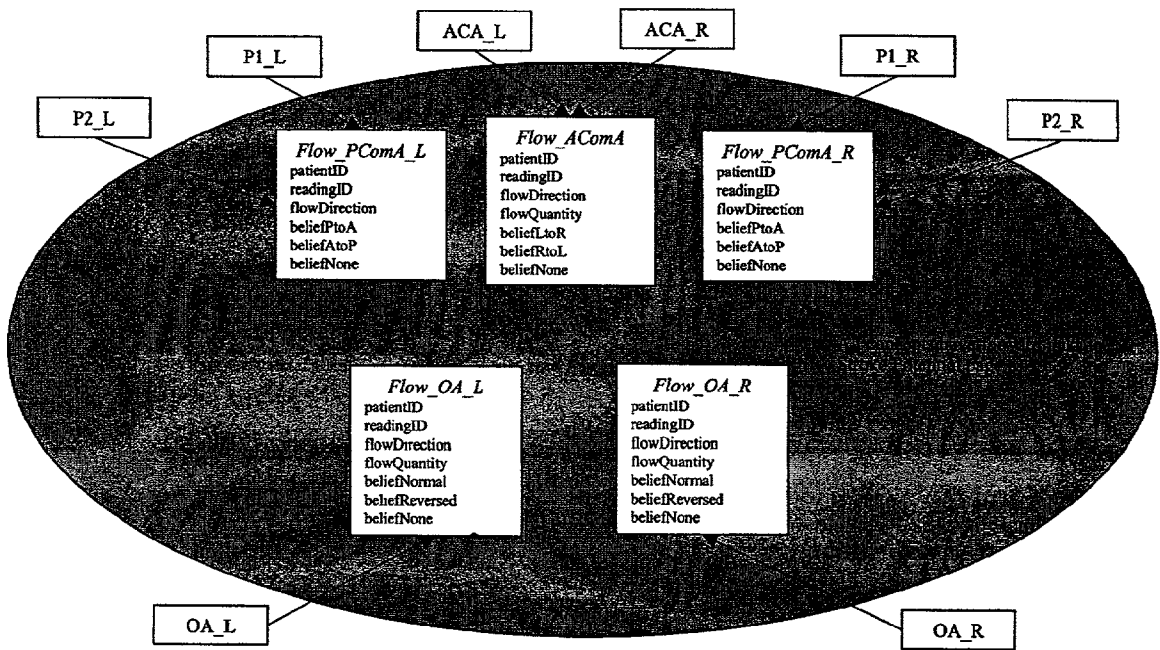 ACA_L
ACA_R
P1_L
P1_R
P2_L
P2_R
Flow_PComA_L
patientID
readingID
flowDirection
beliefPtoA
beliefAtoP
beliefNone
Flow_AComA
patientID
readingID
flowDirection
flowQuantity
beliefLtoR
beliefRtoL
beliefNone
Flow_PComA_R
patientID
readingID
flowDirection
beliefPtoA
beliefAtoP
beliefNone
Flow_OA_L
patientID
readingID
flowDirection
flowQuantity
beliefNormal
beliefReversed
beliefNone
Flow_OA_R
patientID
readingID
flowDirection
flowQuantity
beliefNormal
beliefReversed
beliefNone
OA_L
OA_R